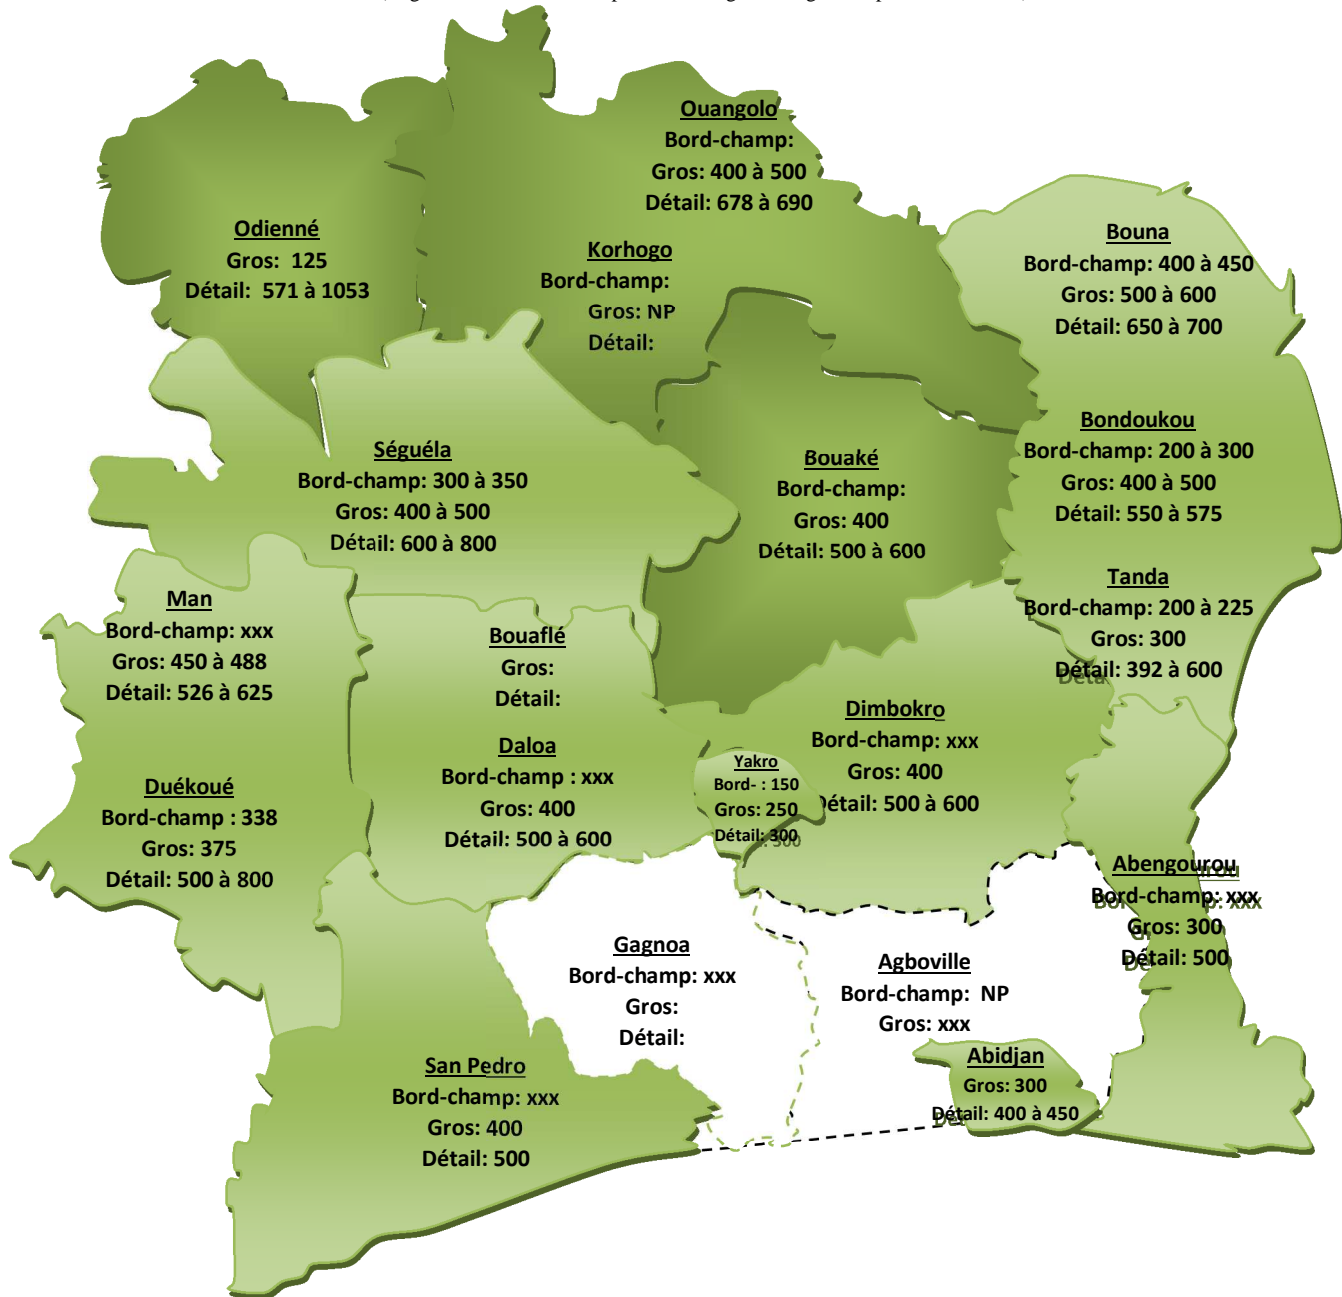 Ouangolo
Bord-champ:
Gros: 400 à 500
Détail: 678 à 690
Odienné
Gros: 125
Détail: 571 à 1053
Korhogo
Bord-champ:
Gros: NP
Détail:
Bouna
Bord-champ: 400 à 450
Gros: 500 à 600
Détail: 650 à 700
Séguéla
Bord-champ: 300 à 350
Gros: 400 à 500
Détail: 600 à 800
Bouaké
Bord-champ:
Gros: 400
Détail: 500 à 600
Bondoukou
Bord-champ: 200 à 300
Gros: 400 à 500
Détail: 550 à 575
Tanda
Bord-champ: 200 à 225
Gros: 300
Détail: 392 à 600
Man
Bord-champ: xxx
Gros: 450 à 488
Détail: 526 à 625
Bouaflé
Gros:
Détail:
Dimbokro
Bord-champ: xxx
Gros: 400
Détail: 500 à 600
Daloa
Bord-champ : xxx
Gros: 400
Détail: 500 à 600
Yakro
Bord- : 150
Gros: 250
Détail: 300
Duékoué
Bord-champ : 338
Gros: 375
Détail: 500 à 800
Abengourou
Bord-champ: xxx
Gros: 300
Détail: 500
Gagnoa
Bord-champ: xxx
Gros:
Détail:
Agboville
Bord-champ: NP
Gros: xxx
San Pedro
Bord-champ: xxx
Gros: 400
Détail: 500
Abidjan
Gros: 300
Détail: 400 à 450